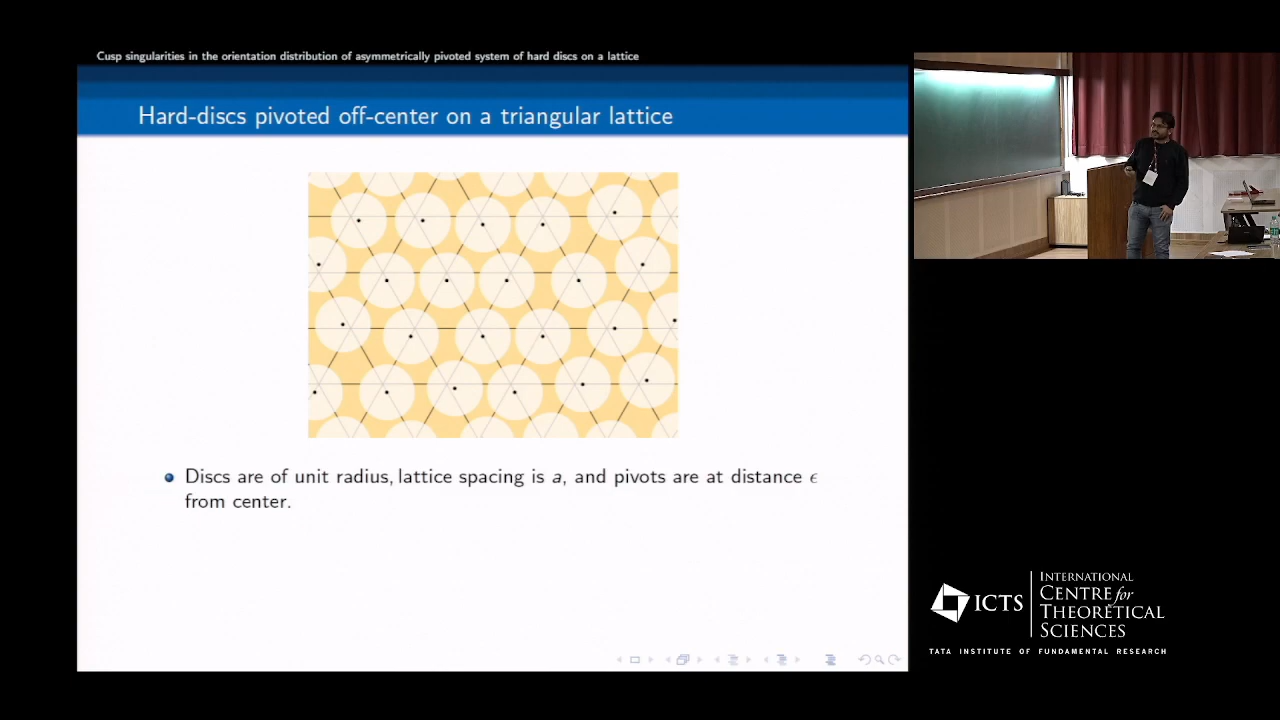 Cusp singularities in the orientation distribution of asymmetrically pivoted system of hard discs on a lattice
Hard-discs pivoted off-center on a triangular lattice
Discs are of unit radius, lattice spacing is a, and pivots are at distance ϵ
from center.
ICTS
INTERNATIONAL
CENTRE for
THEORETICAL
SCIENCES
TATA INSTITUTE OF FUNDAMENTAL RESEARCH